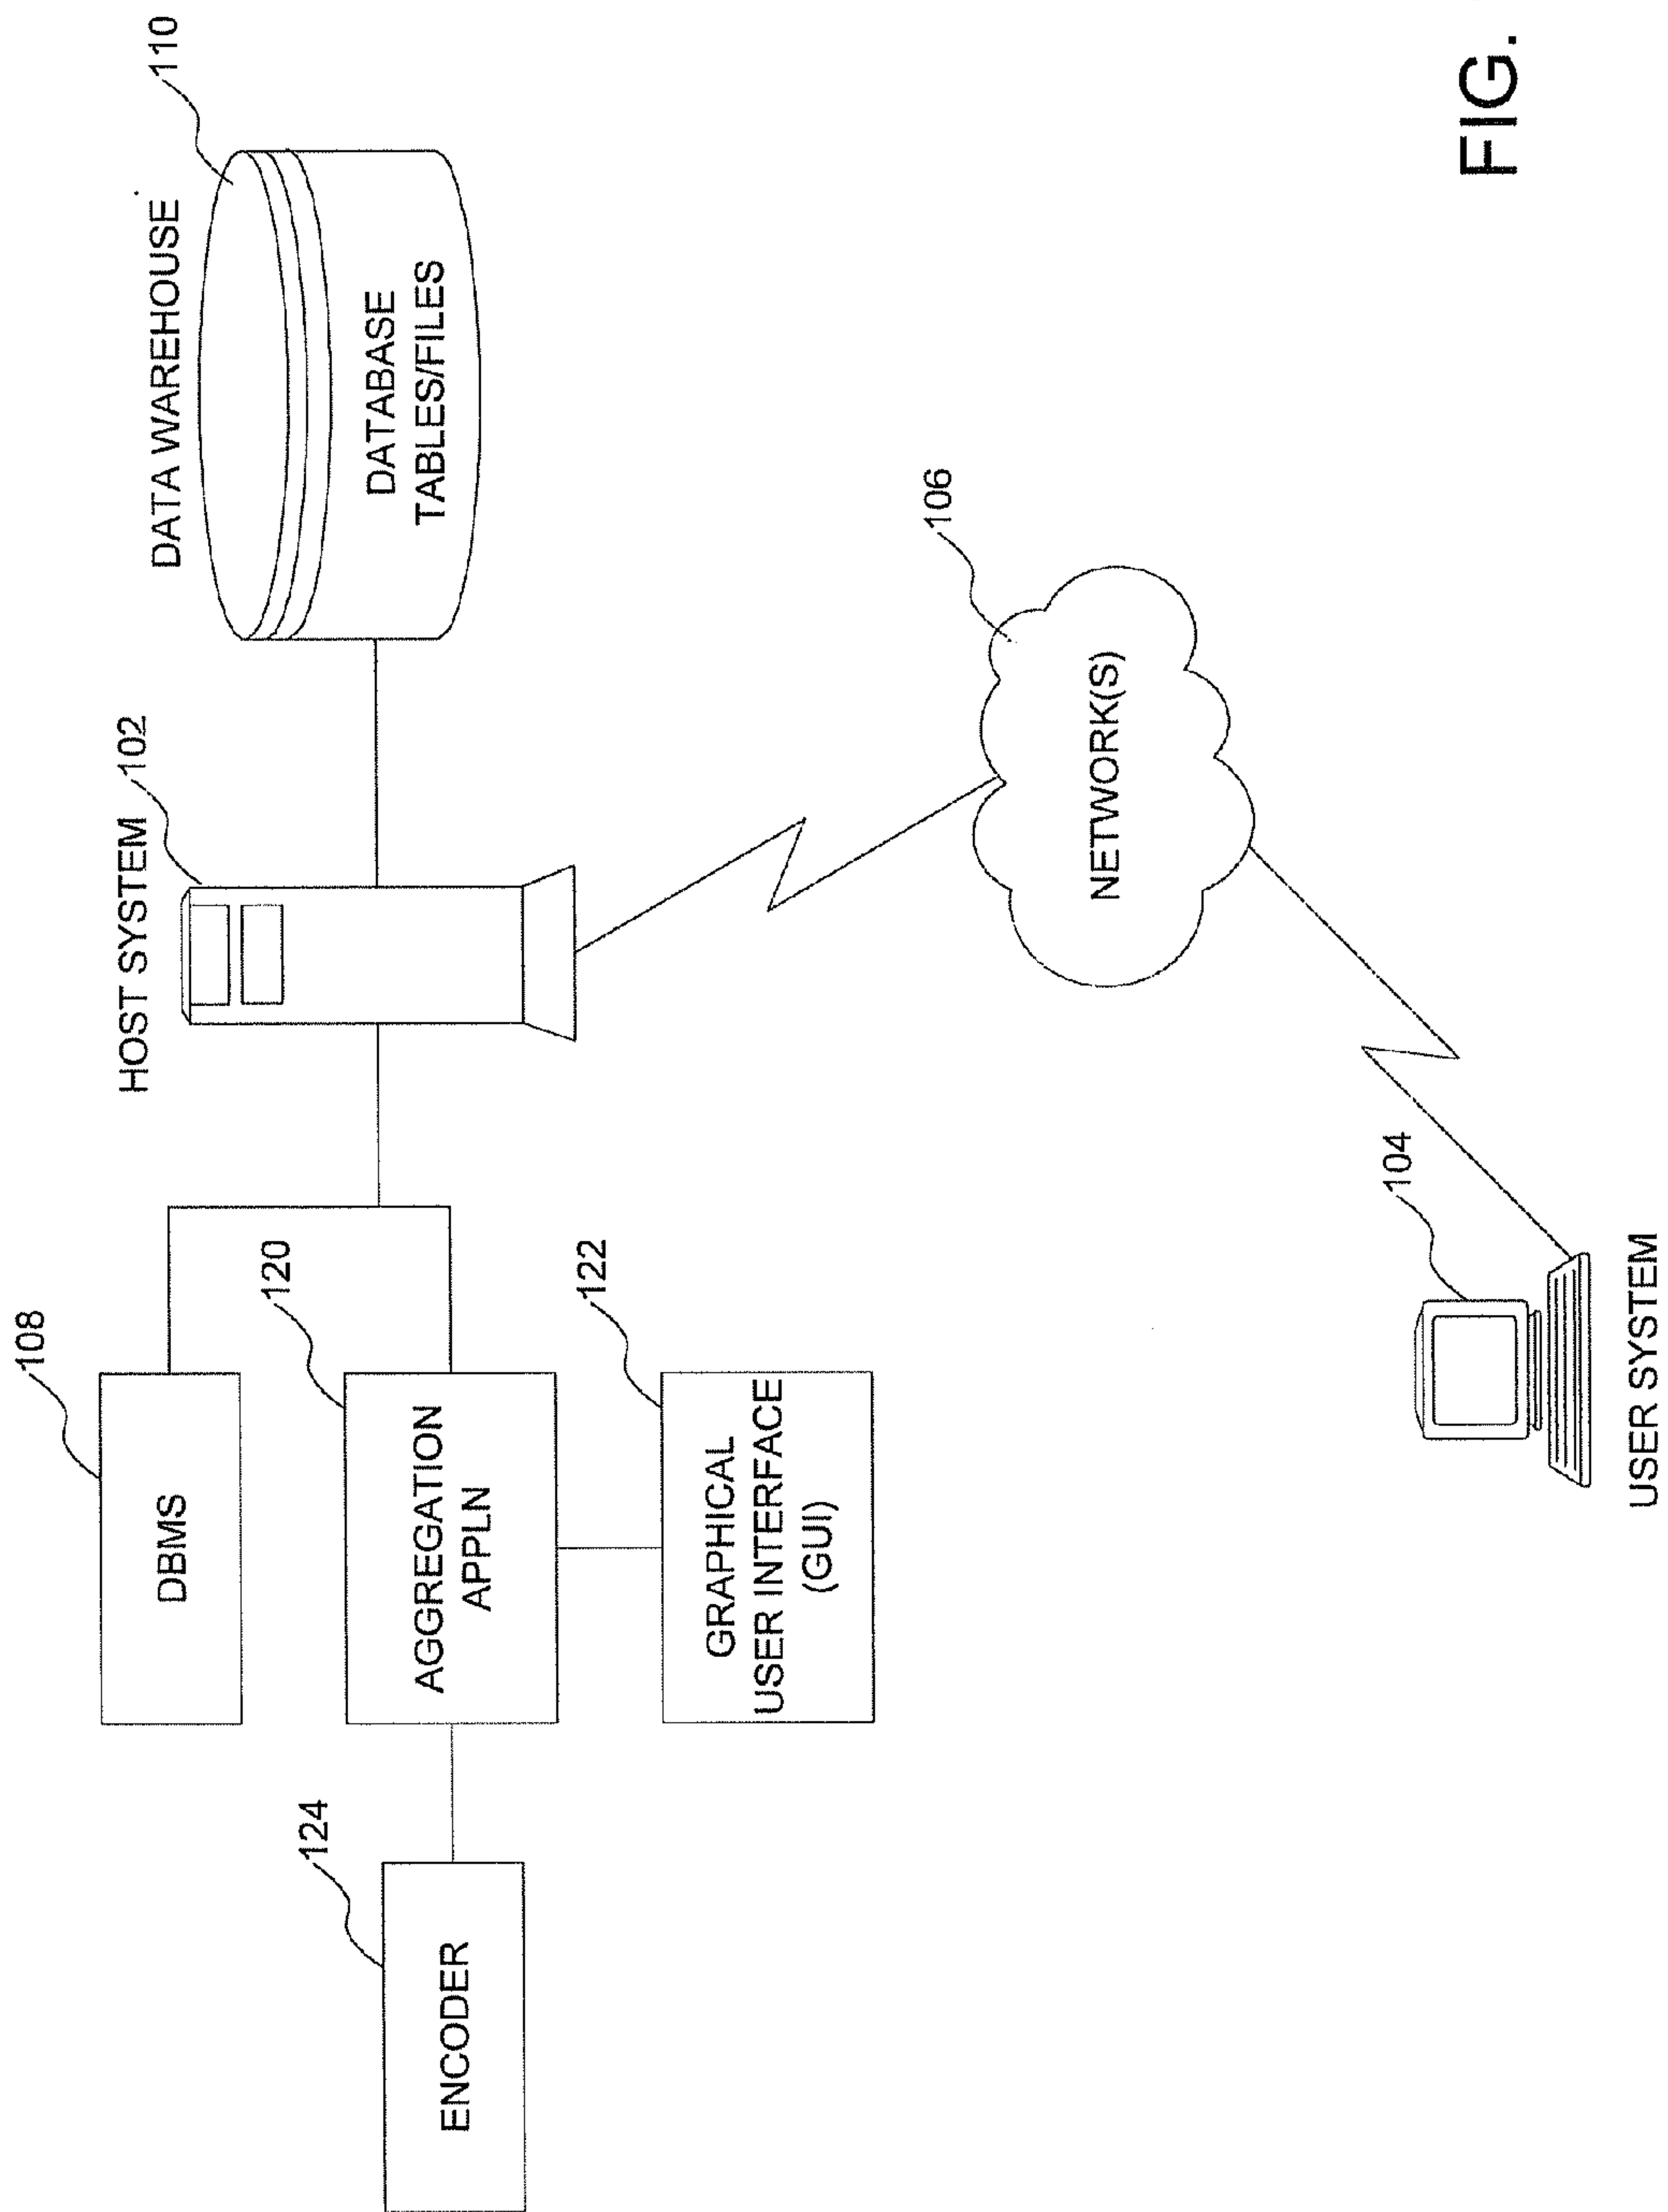 108
DBMS
124
ENCODER
120
AGGREGATION
APPLN
122
GRAPHICAL
USER INTERFACE
(GUI)
HOST SYSTEM
102
DATA WAREHOUSE
110
DATABASE
TABLES/FILES
106
NETWORK(S)
104
USER SYSTEM
FIG.